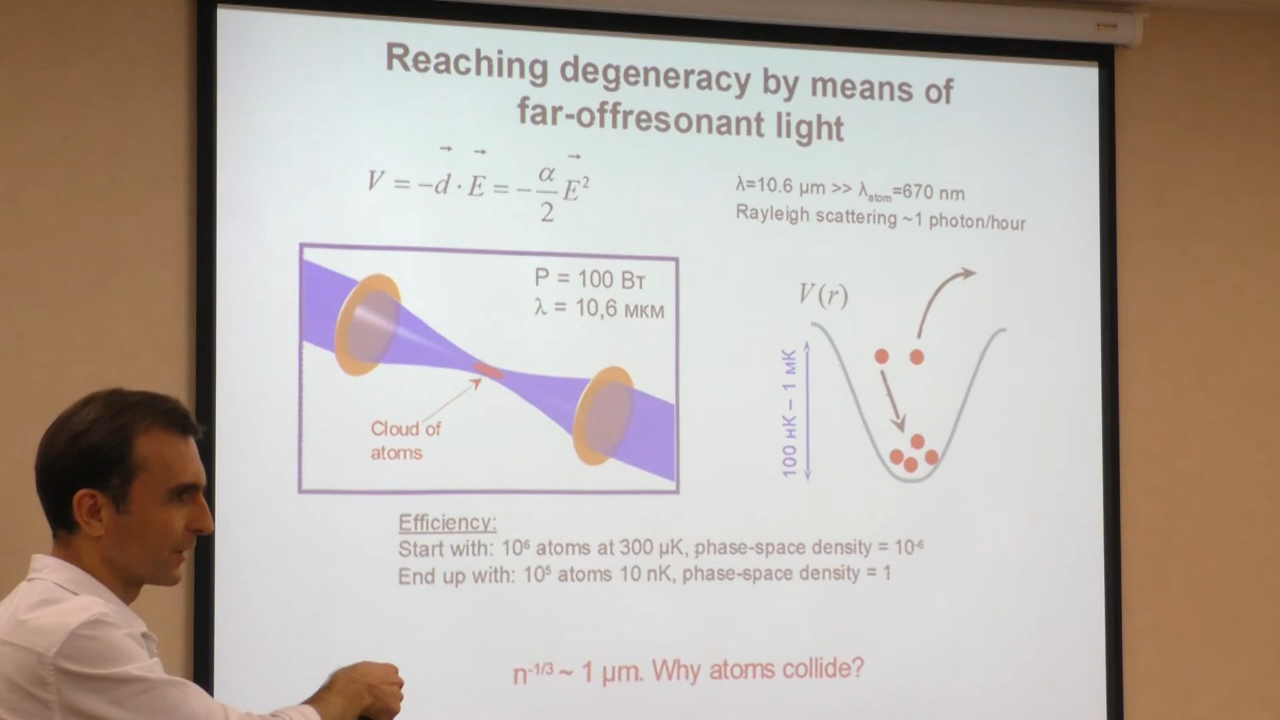 Reaching degeneracy by means of
far-offresonant light
V = −d⃗ · E⃗ = −α/2 E⃗²
λ=10.6 μm >> λatom=670 nm
Rayleigh scattering ~1 photon/hour
P = 100 Вт
λ = 10,6 мкм
Cloud of
atoms
V(r)
100 нК – 1 мК
Efficiency:
Start with: 10⁶ atoms at 300 μK, phase-space density = 10⁻⁶
End up with: 10⁵ atoms 10 nK, phase-space density = 1
n⁻¹/³ ~ 1 μm. Why atoms collide?